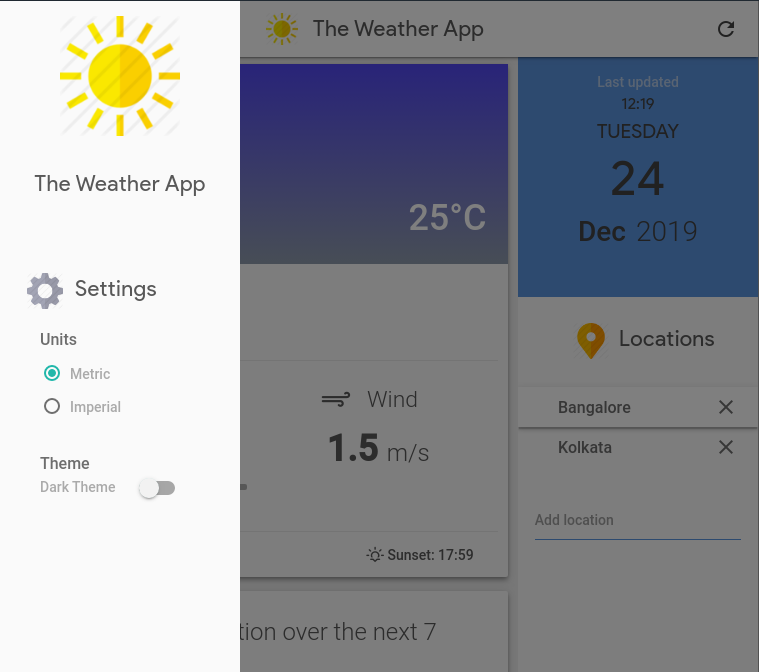 The Weather App
Settings
Units
Metric
Imperial
Theme
Dark Theme
The Weather App
25°C
Wind
1.5 m/s
Sunset: 17:59
tion over the next 7
Last updated
12:19
TUESDAY
24
Dec 2019
Locations
Bangalore
Kolkata
Add location